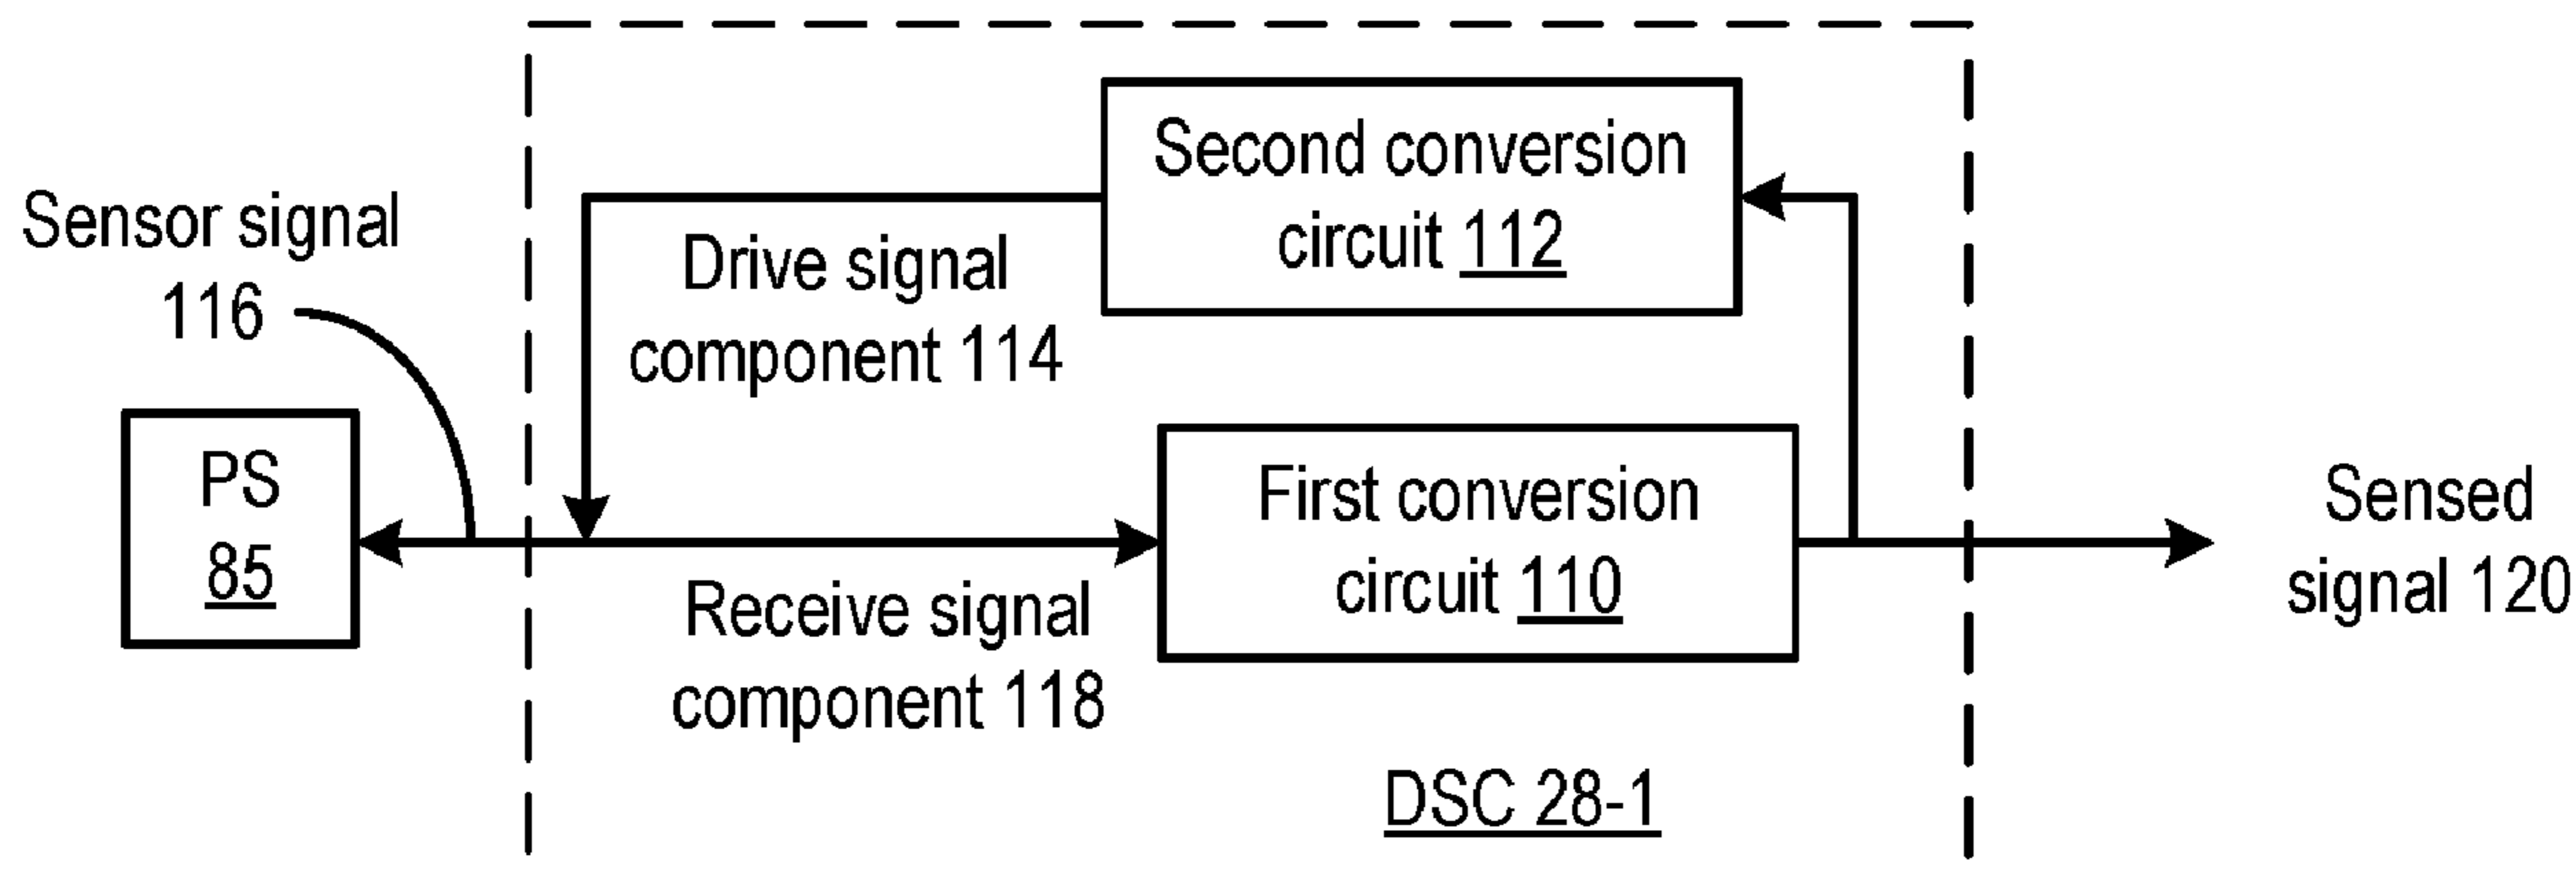 Second conversion
circuit 112
Sensor signal
116
Drive signal
component 114
PS
85
First conversion
circuit 110
Sensed
signal 120
Receive signal
component 118
DSC 28-1